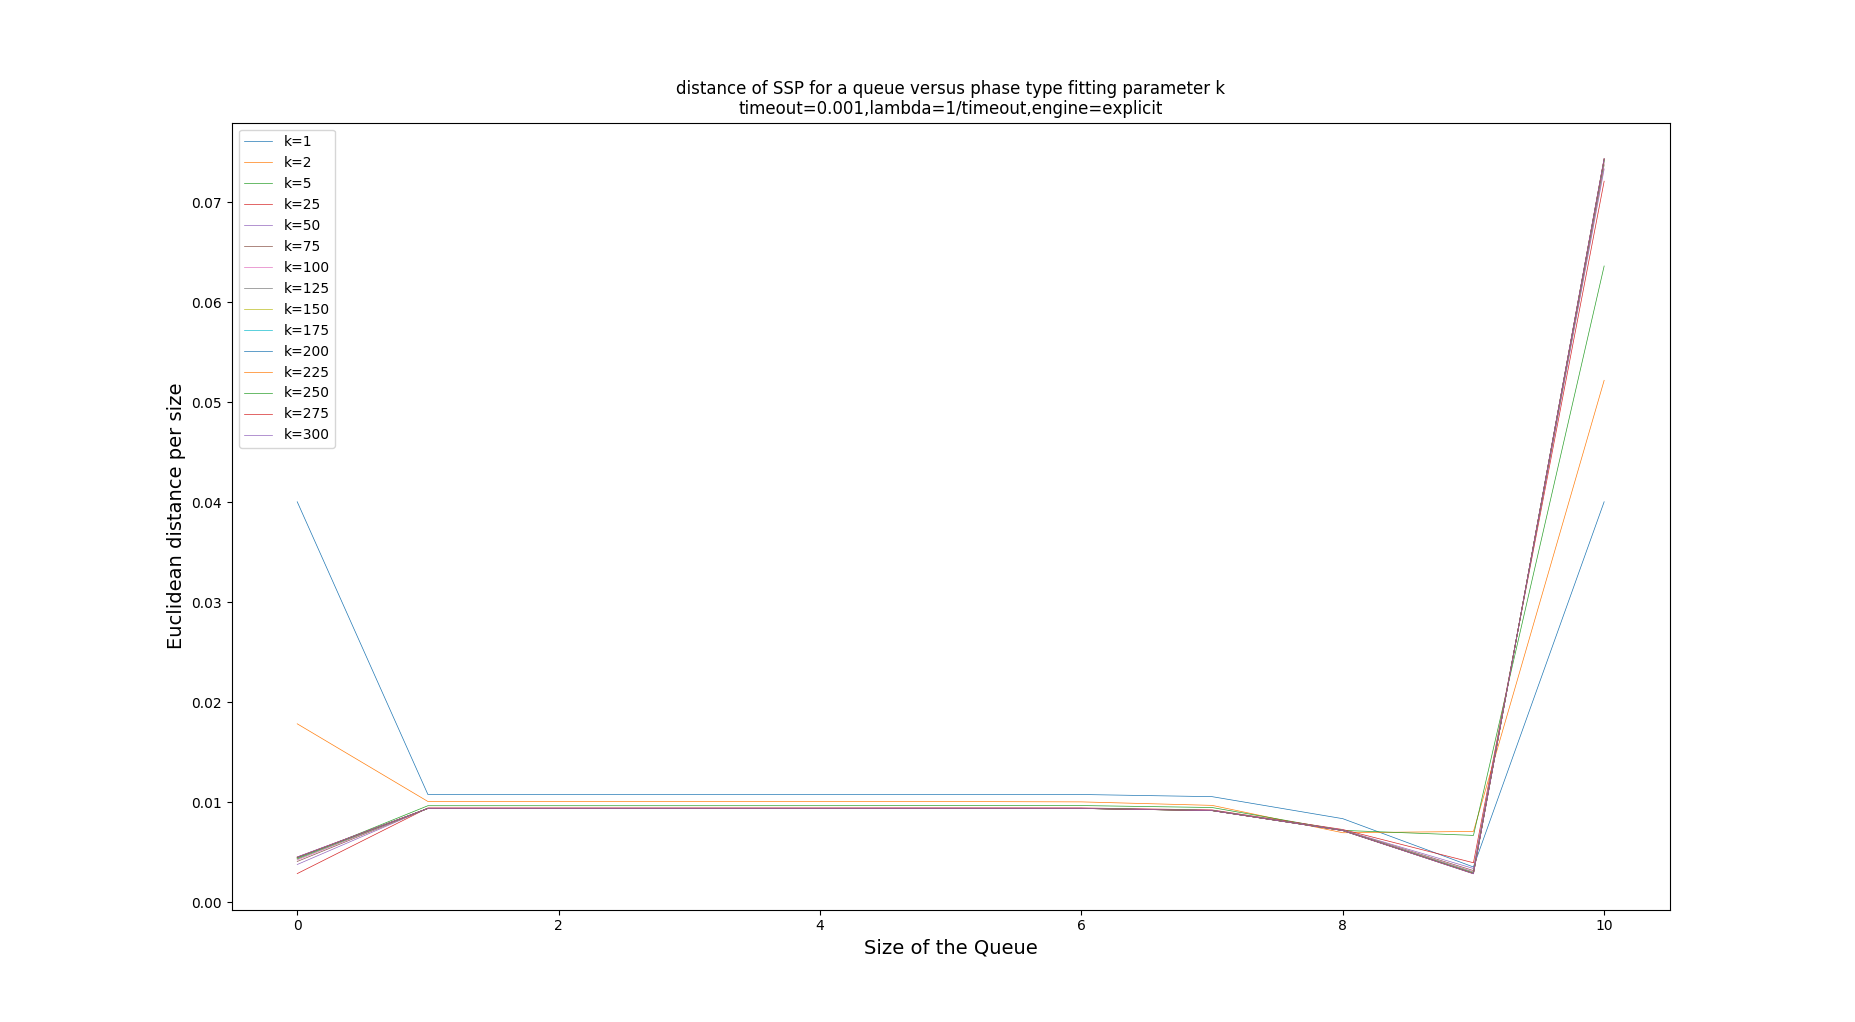 distance of SSP for a queue versus phase type fitting parameter k
timeout=0.001,lambda=1/timeout,engine=explicit
k=1
k=2
k=5
k=25
k=50
k=75
k=100
k=125
k=150
k=175
k=200
k=225
k=250
k=275
k=300
Euclidean distance per size
0.07
0.06
0.05
0.04
0.03
0.02
0.01
0.00
0
2
4
6
8
10
Size of the Queue